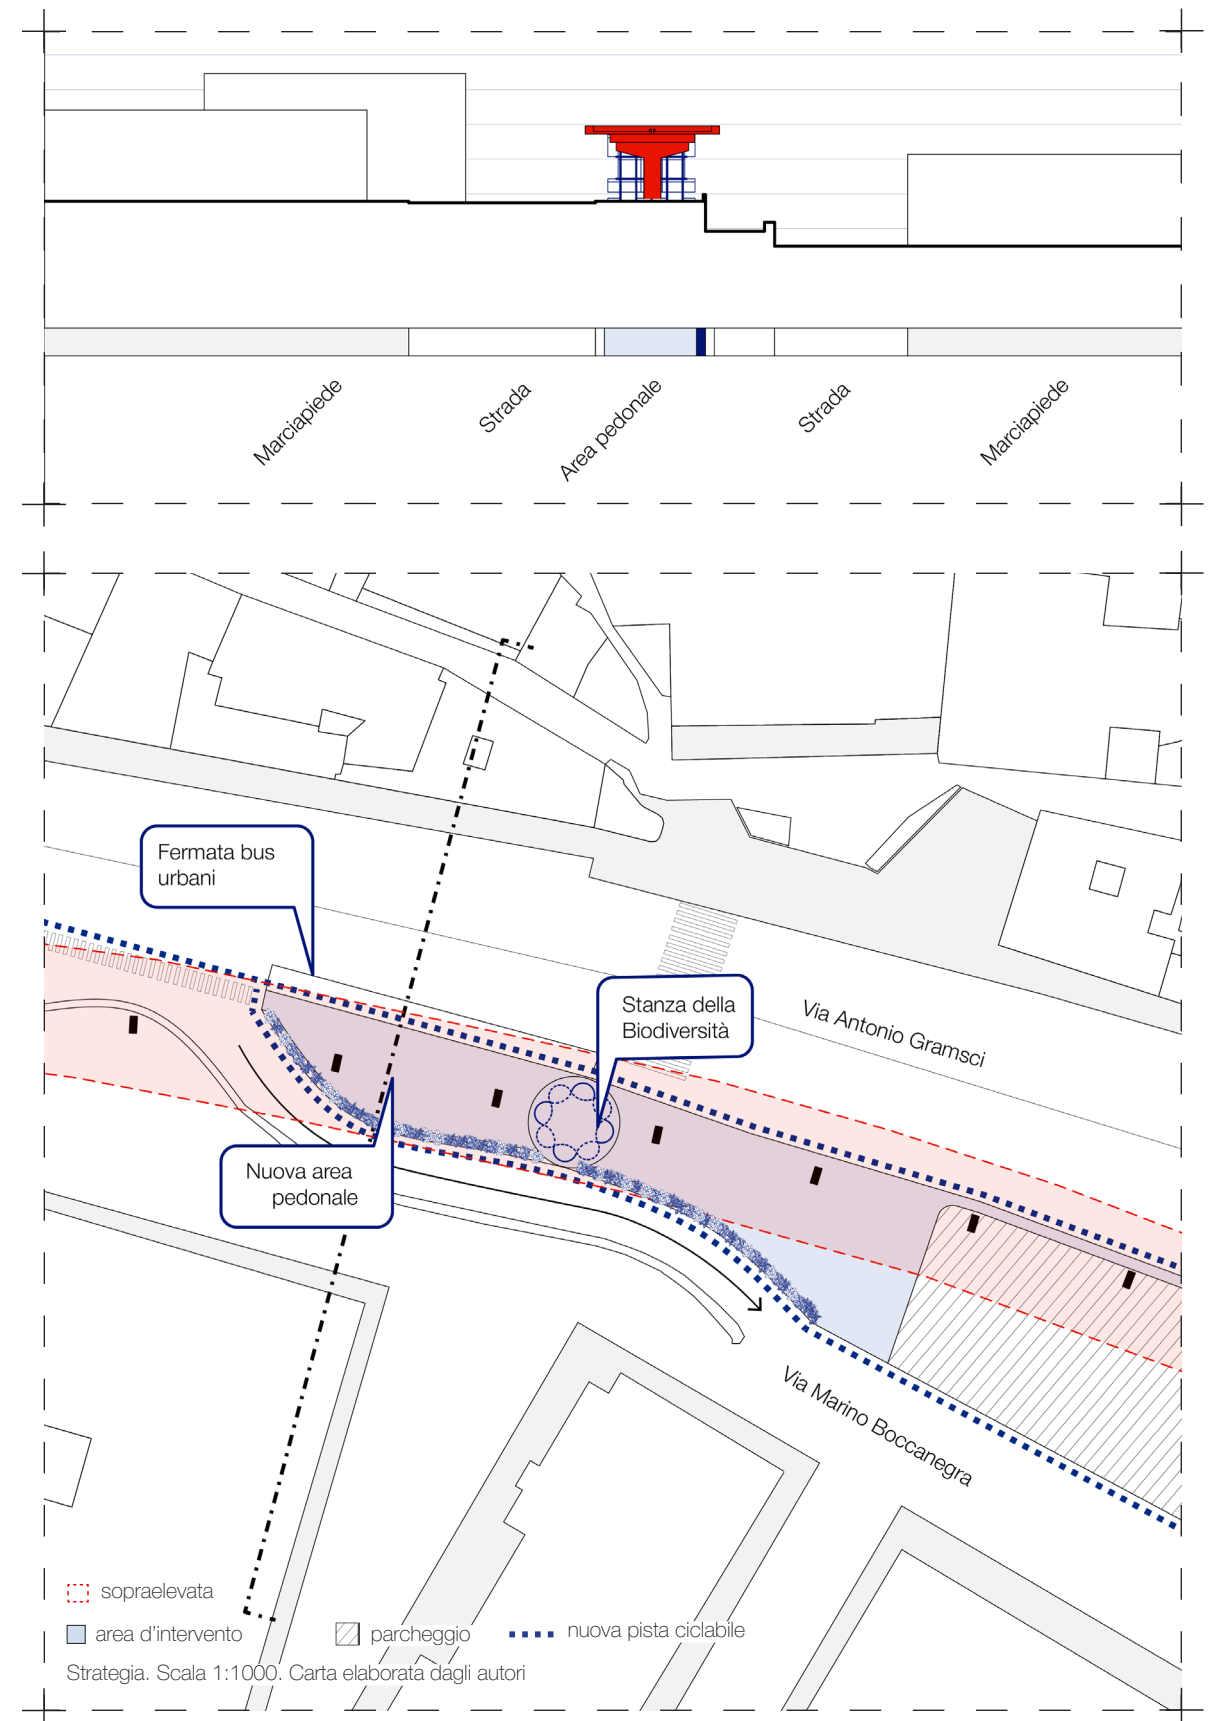 Marciapiede
Strada
Area pedonale
Strada
Marciapiede
Fermata bus
urbani
Stanza della
Biodiversità
Via Antonio Gramsci
Nuova area
pedonale
Via Marino Boccanegra
sopraelevata
area d'intervento
parcheggio
nuova pista ciclabile
Strategia. Scala 1:1000. Carta elaborata dagli autori